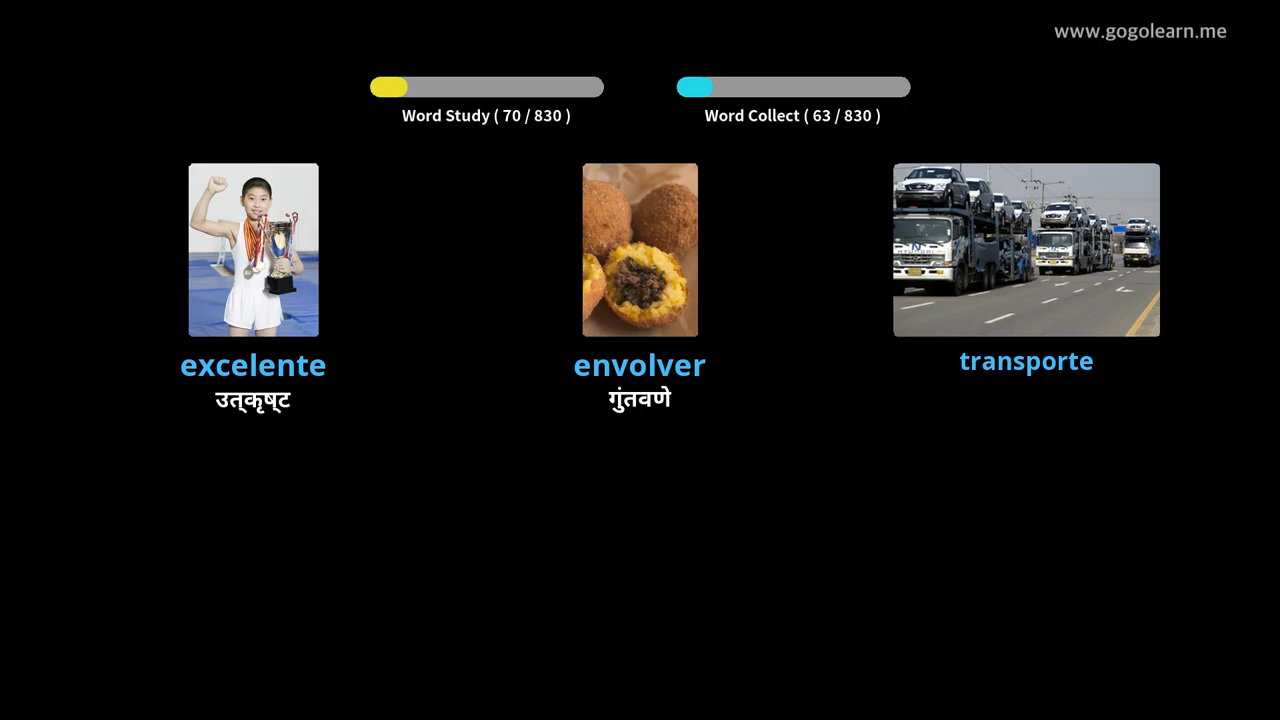 www.gogolearn.me
Word Study ( 70 / 830 )
Word Collect ( 63 / 830 )
excelente
उत्कृष्ट
envolver
गुंतवणे
transporte